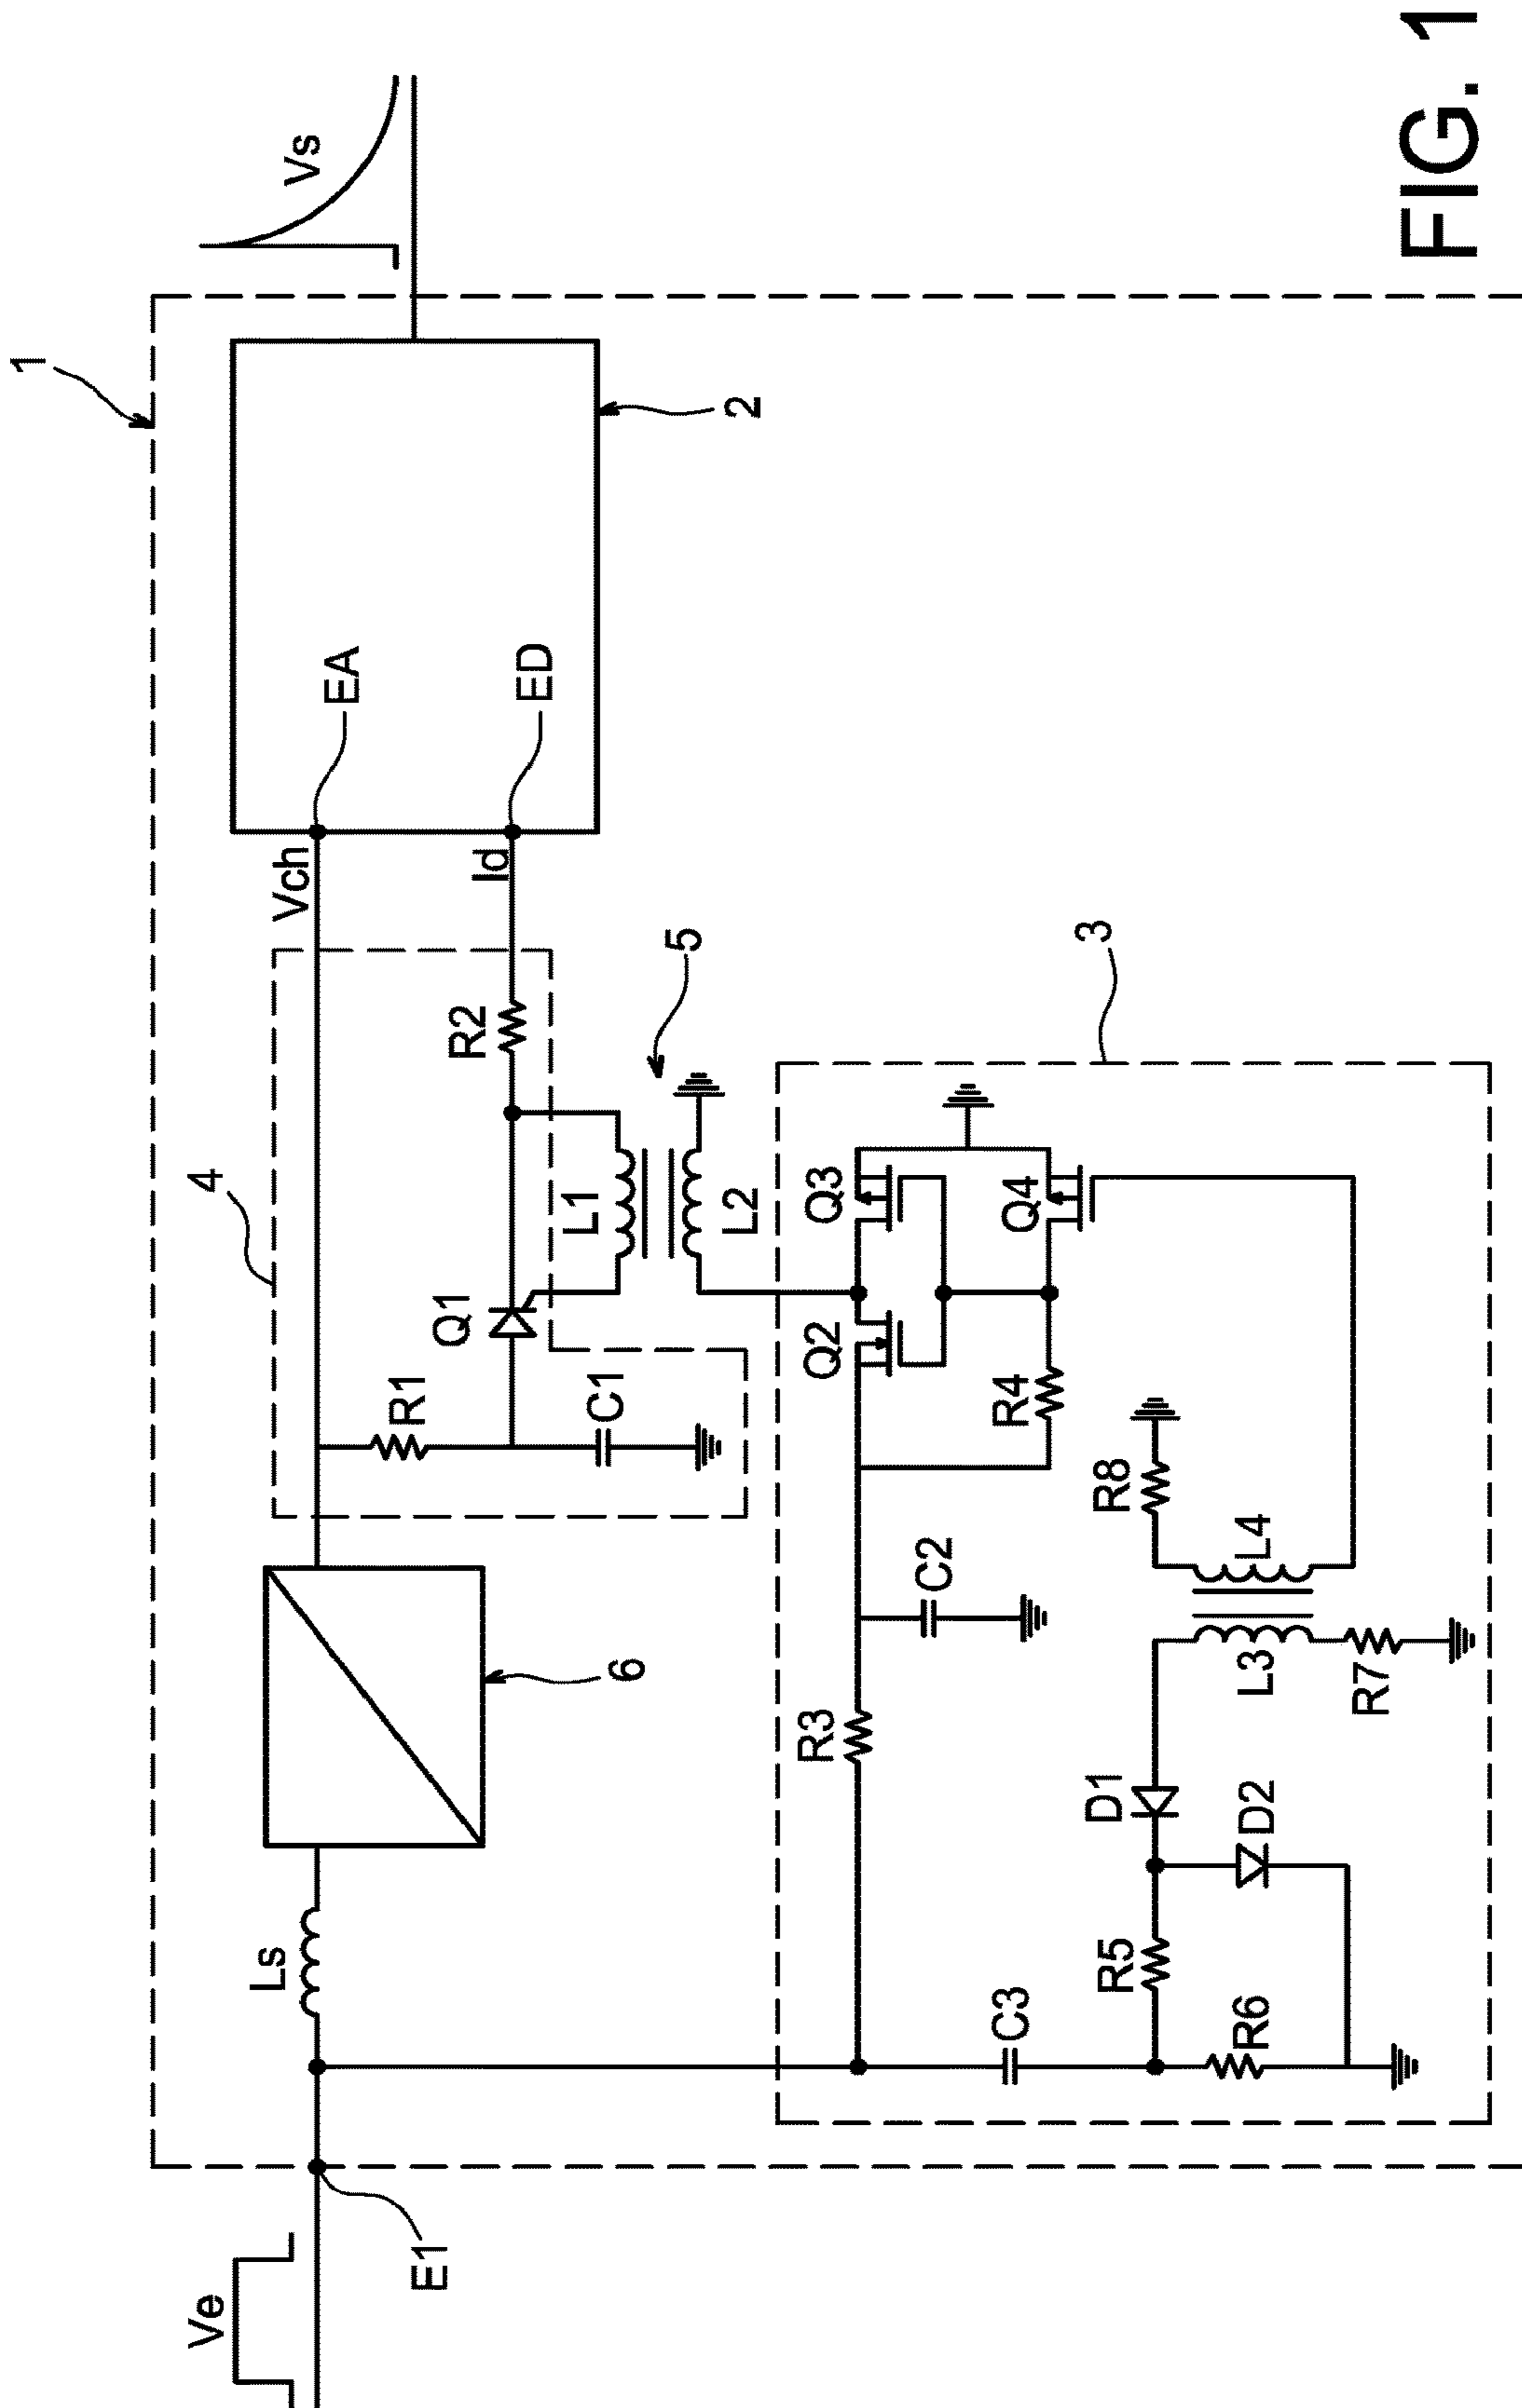 1
Vs
Ve
E1
Ls
6
4
Vch
EA
Id
ED
2
R1
Q1
R2
C1
L1
5
L2
3
R3
C2
Q2
Q3
R4
Q4
C3
R5
D1
R8
R6
D2
L3
L4
R7
FIG. 1